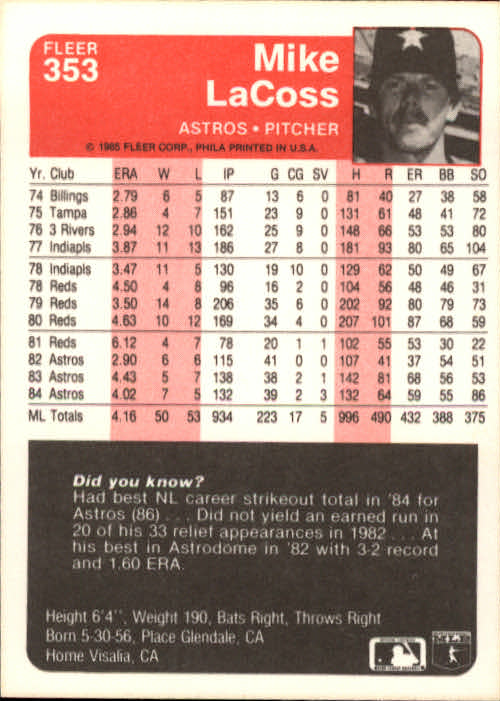 FLEER
353
Mike
LaCoss
ASTROS • PITCHER
© 1985 FLEER CORP., PHILA PRINTED IN U.S.A.
Yr. Club ERA W L IP G CG SV H R ER BB SO
74 Billings 2.79 6 5 87 13 6 0 81 40 27 38 58
75 Tampa 2.86 4 7 151 23 9 0 131 61 48 41 72
76 3 Rivers 2.94 12 10 162 25 9 0 148 66 53 53 80
77 Indiapls 3.87 11 13 186 27 8 0 181 93 80 65 104
78 Indiapls 3.47 11 5 130 19 10 0 129 62 50 49 67
78 Reds 4.50 4 8 96 16 2 0 104 56 48 46 31
79 Reds 3.50 14 8 206 35 6 0 202 92 80 79 73
80 Reds 4.63 10 12 169 34 4 0 207 101 87 68 59
81 Reds 6.12 4 7 78 20 1 1 102 55 53 30 22
82 Astros 2.90 6 6 115 41 0 0 107 41 37 54 51
83 Astros 4.43 5 7 138 38 2 1 142 81 68 56 53
84 Astros 4.02 7 5 132 39 2 3 132 64 59 55 86
ML Totals 4.16 50 53 934 223 17 5 996 490 432 388 375
Did you know?
Had best NL career strikeout total in '84 for
Astros (86) . . . Did not yield an earned run in
20 of his 33 relief appearances in 1982 . . . At
his best in Astrodome in '82 with 3-2 record
and 1.60 ERA.
Height 6'4'', Weight 190, Bats Right, Throws Right
Born 5-30-56, Place Glendale, CA
Home Visalia, CA